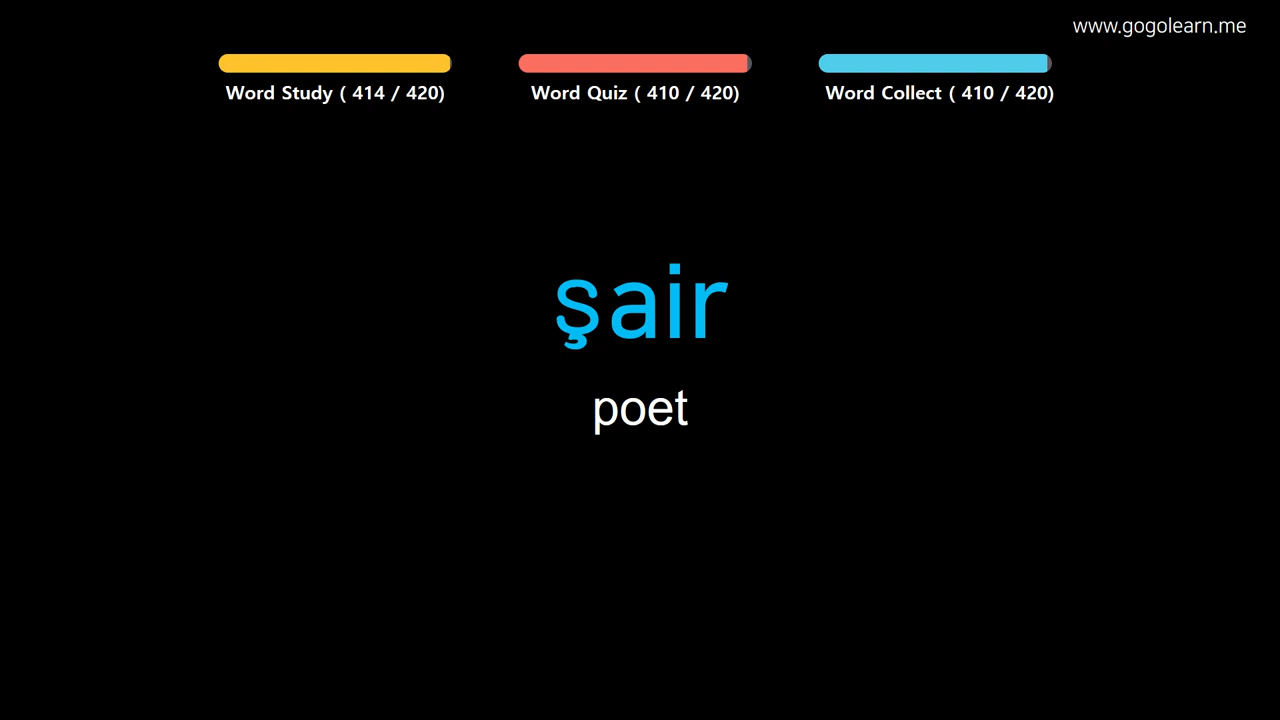 www.gogolearn.me
Word Study ( 414 / 420)
Word Quiz ( 410 / 420)
Word Collect ( 410 / 420)
şair
poet